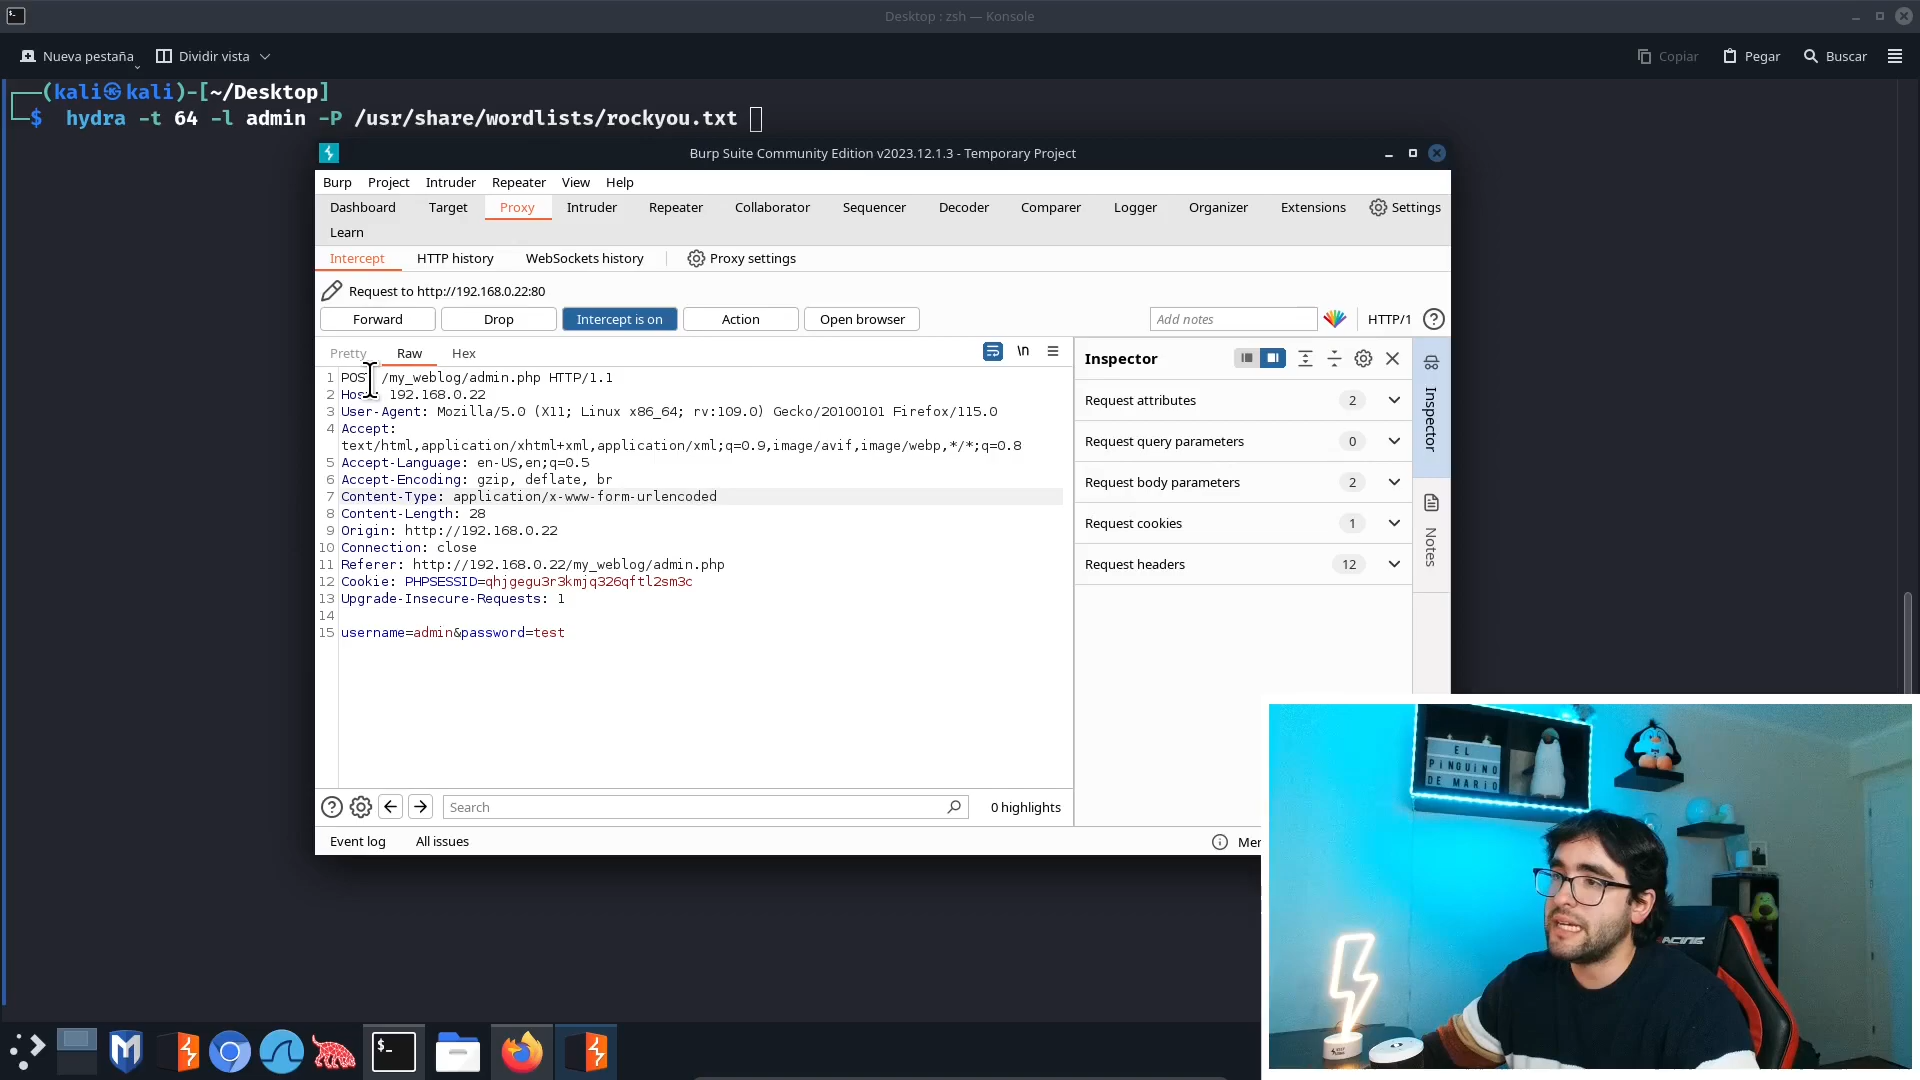 Desktop : zsh — Konsole
Nueva pestaña
Dividir vista
Copiar
Pegar
Buscar
(kali㉿kali)-[~/Desktop]
$ hydra -t 64 -l admin -P /usr/share/wordlists/rockyou.txt
Burp Suite Community Edition v2023.12.1.3 - Temporary Project
Burp Project Intruder Repeater View Help
Dashboard Target Proxy Intruder Repeater Collaborator Sequencer Decoder Comparer Logger Organizer Extensions Settings
Learn
Intercept HTTP history WebSockets history Proxy settings
Request to http://192.168.0.22:80
Forward Drop Intercept is on Action Open browser Add notes HTTP/1
Pretty Raw Hex \n
1 POST /my_weblog/admin.php HTTP/1.1
2 Host: 192.168.0.22
3 User-Agent: Mozilla/5.0 (X11; Linux x86_64; rv:109.0) Gecko/20100101 Firefox/115.0
4 Accept:
text/html,application/xhtml+xml,application/xml;q=0.9,image/avif,image/webp,*/*;q=0.8
5 Accept-Language: en-US,en;q=0.5
6 Accept-Encoding: gzip, deflate, br
7 Content-Type: application/x-www-form-urlencoded
8 Content-Length: 28
9 Origin: http://192.168.0.22
10 Connection: close
11 Referer: http://192.168.0.22/my_weblog/admin.php
12 Cookie: PHPSESSID=qhjgegu3r3kmjq326qftl2sm3c
13 Upgrade-Insecure-Requests: 1
14
15 username=admin&password=test
Inspector
Request attributes 2
Request query parameters 0
Request body parameters 2
Request cookies 1
Request headers 12
Inspector
Notes
Search
0 highlights
Event log All issues
Mer
EL
PiNGUiNO
DE MARIO
RACING